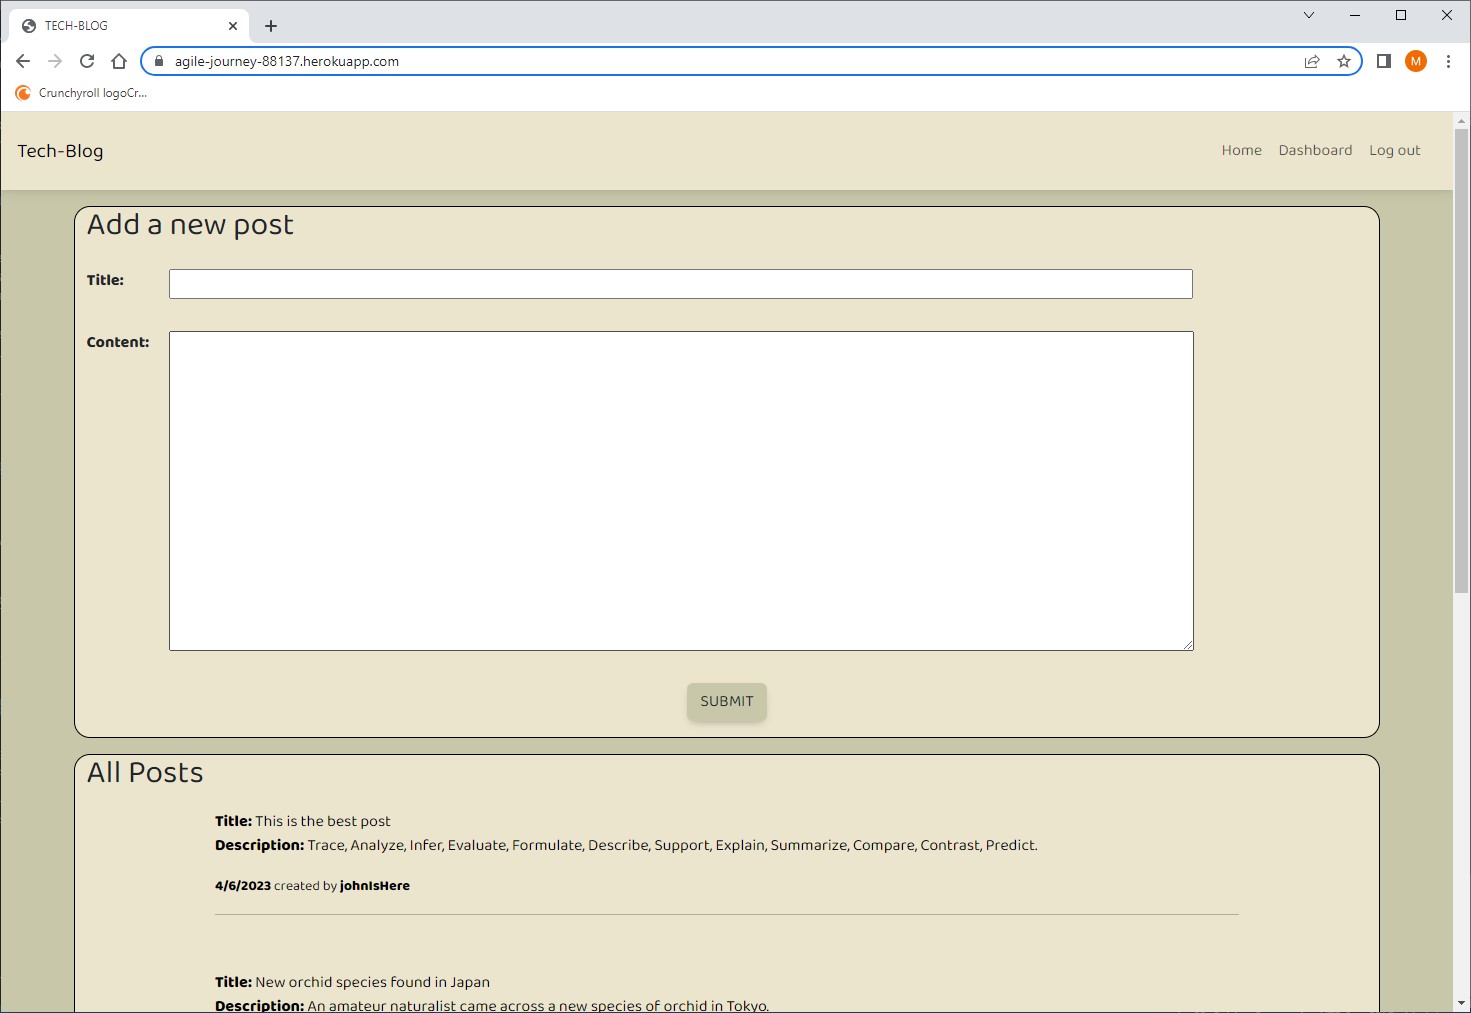 TECH-BLOG
agile-journey-88137.herokuapp.com
M
Crunchyroll logoCr...
Tech-Blog
Home Dashboard Log out
Add a new post
Title:
Content:
SUBMIT
All Posts
Title: This is the best post
Description: Trace, Analyze, Infer, Evaluate, Formulate, Describe, Support, Explain, Summarize, Compare, Contrast, Predict.
4/6/2023 created by johnIsHere
Title: New orchid species found in Japan
Description: An amateur naturalist came across a new species of orchid in Tokyo.